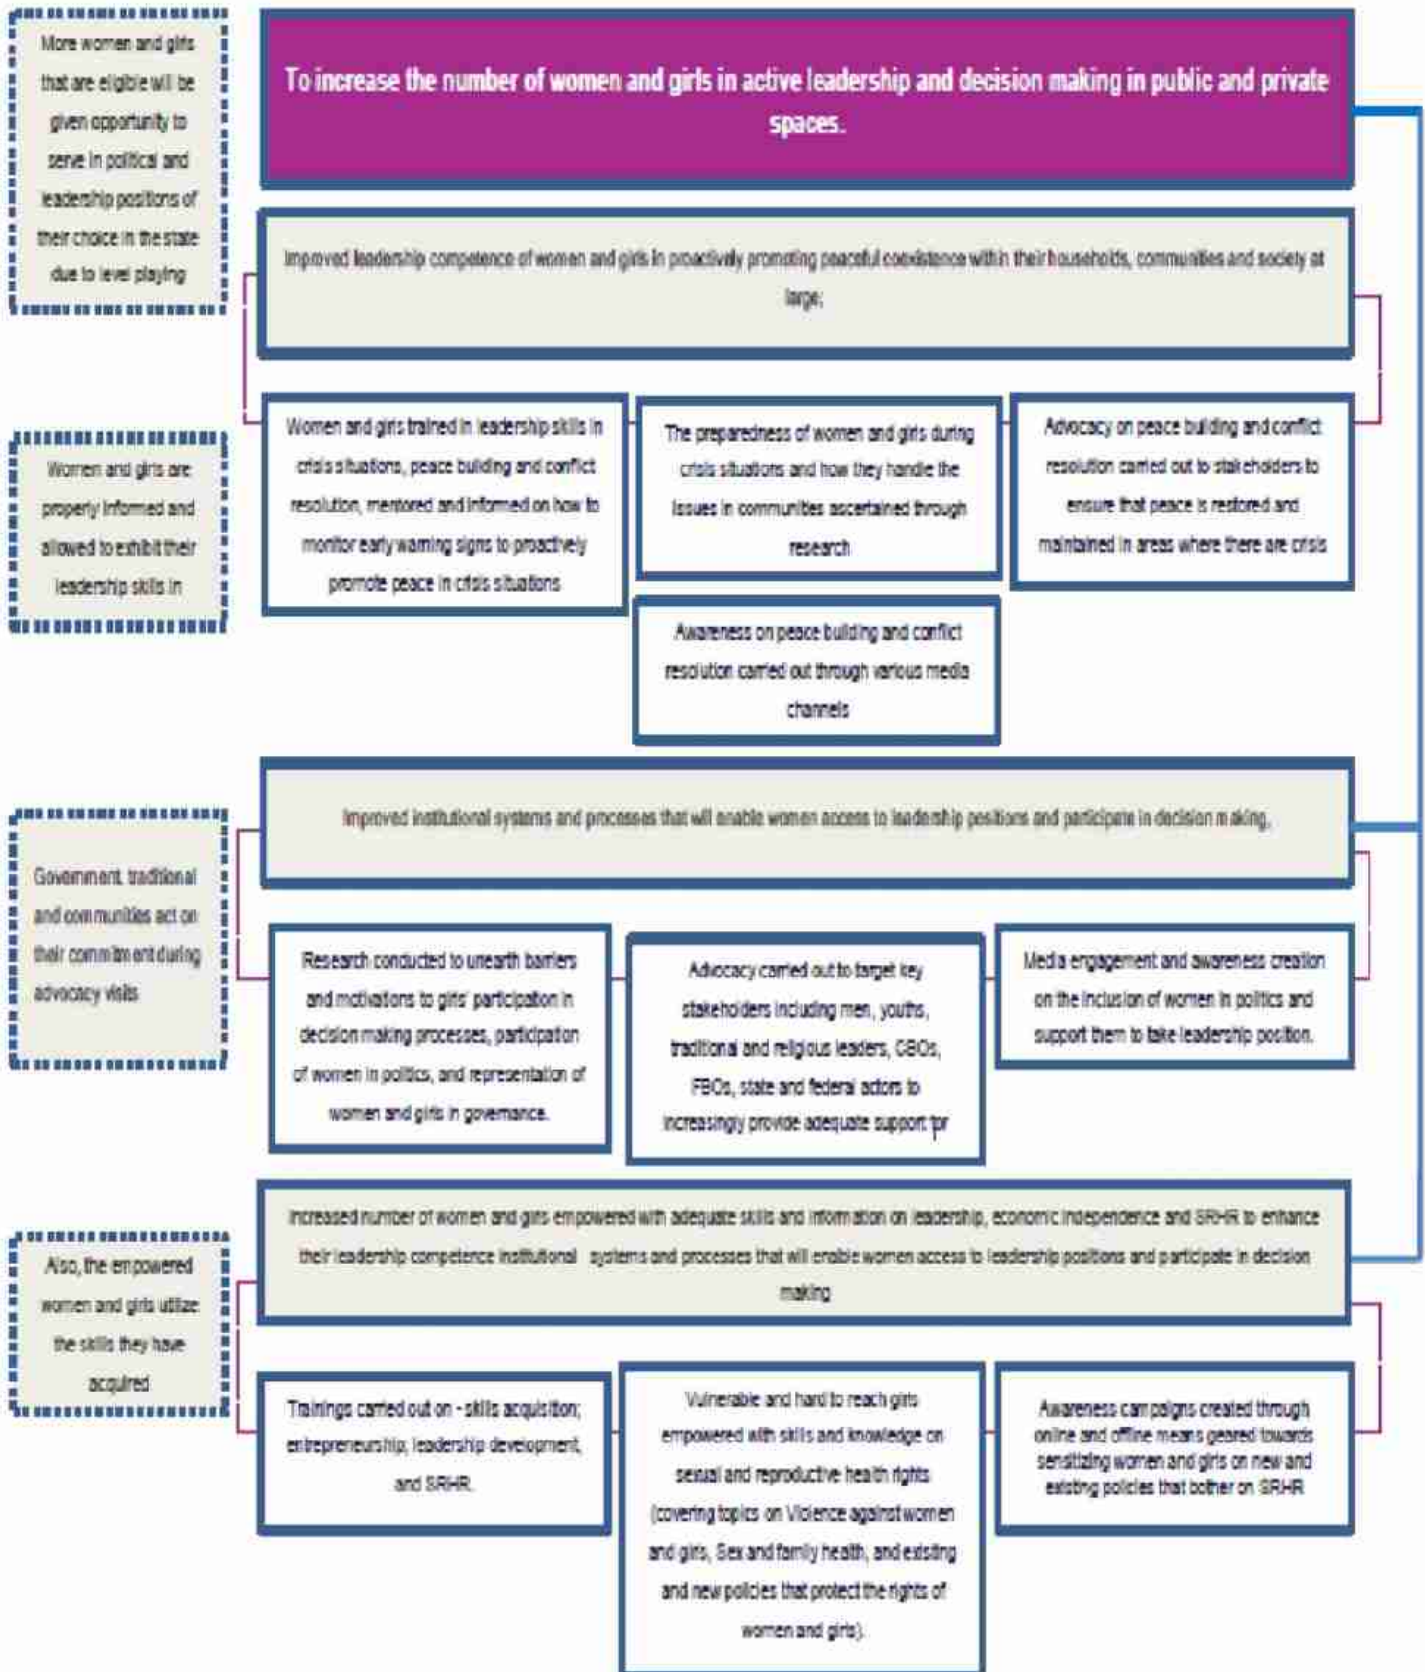 More women and girls
that are eligible will be
given opportunity to
serve in political and
leadership positions of
their choice in the state
due to level playing
To increase the number of women and girls in active leadership and decision making in public and private
spaces.
Improved leadership competence of women and girls in proactively promoting peaceful coexistence within their households, communities and society at
large;
Women and girls are
properly informed and
allowed to exhibit their
leadership skills in
Women and girls trained in leadership skills in
crisis situations, peace building and conflict
resolution, mentored and informed on how to
monitor early warning signs to proactively
promote peace in crisis situations
The preparedness of women and girls during
crisis situations and how they handle the
issues in communities ascertained through
research
Advocacy on peace building and conflict
resolution carried out to stakeholders to
ensure that peace is restored and
maintained in areas where there are crisis
Awareness on peace building and conflict
resolution carried out through various media
channels
Improved institutional systems and processes that will enable women access to leadership positions and participate in decision making.
Government, traditional
and communities act on
their commitment during
advocacy visits
Research conducted to unearth barriers
and motivations to girls' participation in
decision making processes, participation
of women in politics, and representation of
women and girls in governance.
Advocacy carried out to target key
stakeholders including men, youths,
traditional and religious leaders, CBOs,
FBOs, state and federal actors to
increasingly provide adequate support for
Media engagement and awareness creation
on the inclusion of women in politics and
support them to take leadership position.
Increased number of women and girls empowered with adequate skills and information on leadership, economic independence and SRHR to enhance
their leadership competence institutional systems and processes that will enable women access to leadership positions and participate in decision
making
Also, the empowered
women and girls utilize
the skills they have
acquired
Trainings carried out on - skills acquisition;
entrepreneurship, leadership development,
and SRHR.
Vulnerable and hard to reach girls
empowered with skills and knowledge on
sexual and reproductive health rights
(covering topics on Violence against women
and girls, Sex and family health, and existing
and new policies that protect the rights of
women and girls).
Awareness campaigns created through
online and offline means geared towards
sensitizing women and girls on new and
existing policies that bother on SRHR